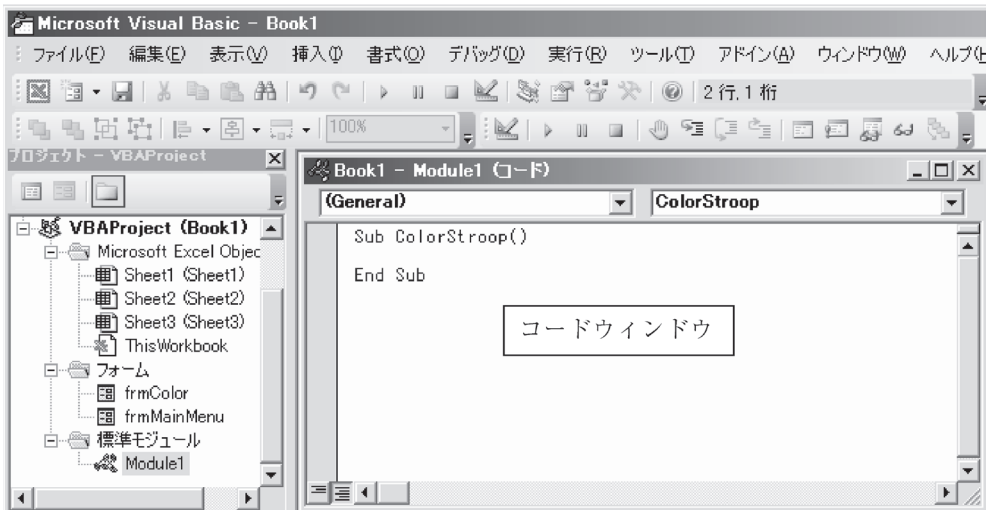 Microsoft Visual Basic - Book1
ファイル(F) 編集(E) 表示(V) 挿入(I) 書式(O) デバッグ(D) 実行(R) ツール(T) アドイン(A) ウィンドウ(W) ヘルプ(H
2 行, 1 桁
100%
プロジェクト - VBAProject
VBAProject (Book1)
Microsoft Excel Objec
Sheet1 (Sheet1)
Sheet2 (Sheet2)
Sheet3 (Sheet3)
ThisWorkbook
フォーム
frmColor
frmMainMenu
標準モジュール
Module1
Book1 - Module1 (コード)
(General) ColorStroop
Sub ColorStroop()
End Sub
コードウィンドウ